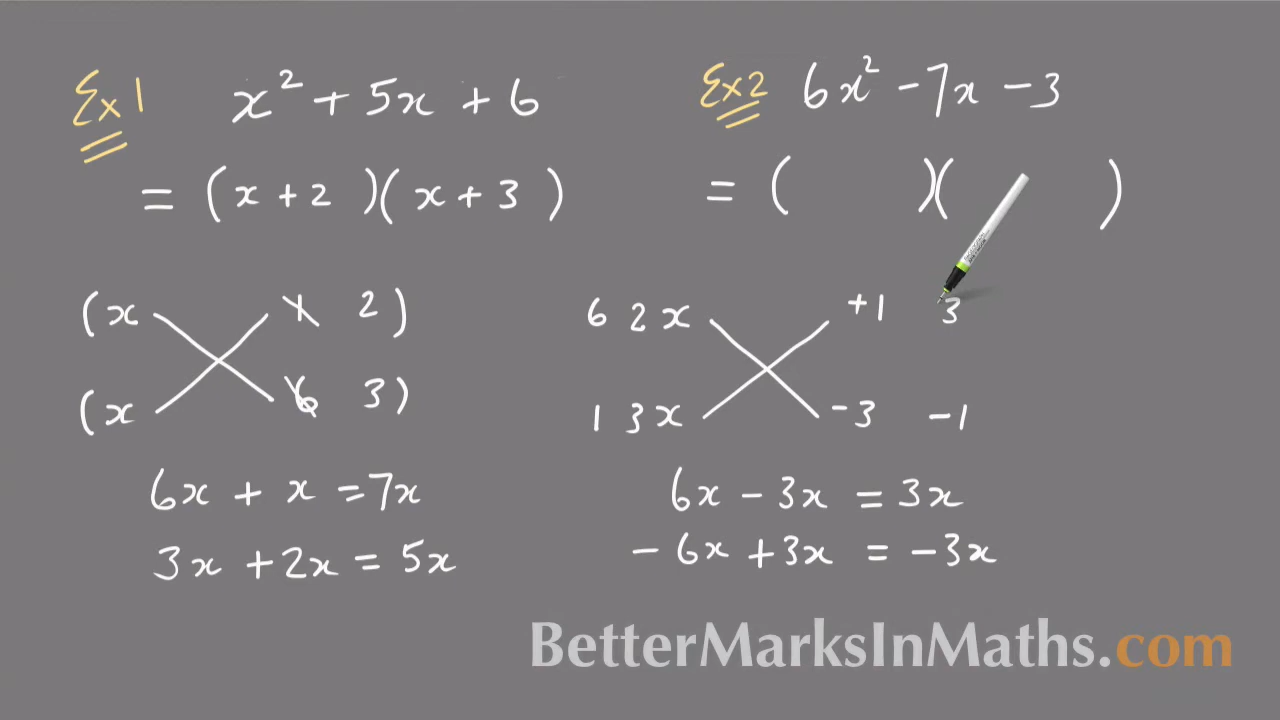 Ex1 x² + 5x + 6
= (x + 2)(x + 3)
(x 1 2)
(x 6 3)
6x + x = 7x
3x + 2x = 5x
Ex2 6x² - 7x - 3
= ( )( )
6 2x +1 3
1 3x -3 -1
6x - 3x = 3x
- 6x + 3x = - 3x
BetterMarksInMaths.com